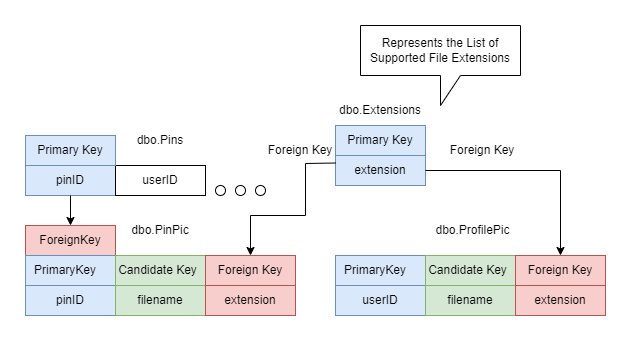 Represents the List of
Supported File Extensions
dbo.Extensions
Primary Key
extension
Foreign Key
Foreign Key
dbo.Pins
Primary Key
pinID
userID
dbo.PinPic
ForeignKey
PrimaryKey
Candidate Key
Foreign Key
pinID
filename
extension
dbo.ProfilePic
PrimaryKey
Candidate Key
Foreign Key
userID
filename
extension